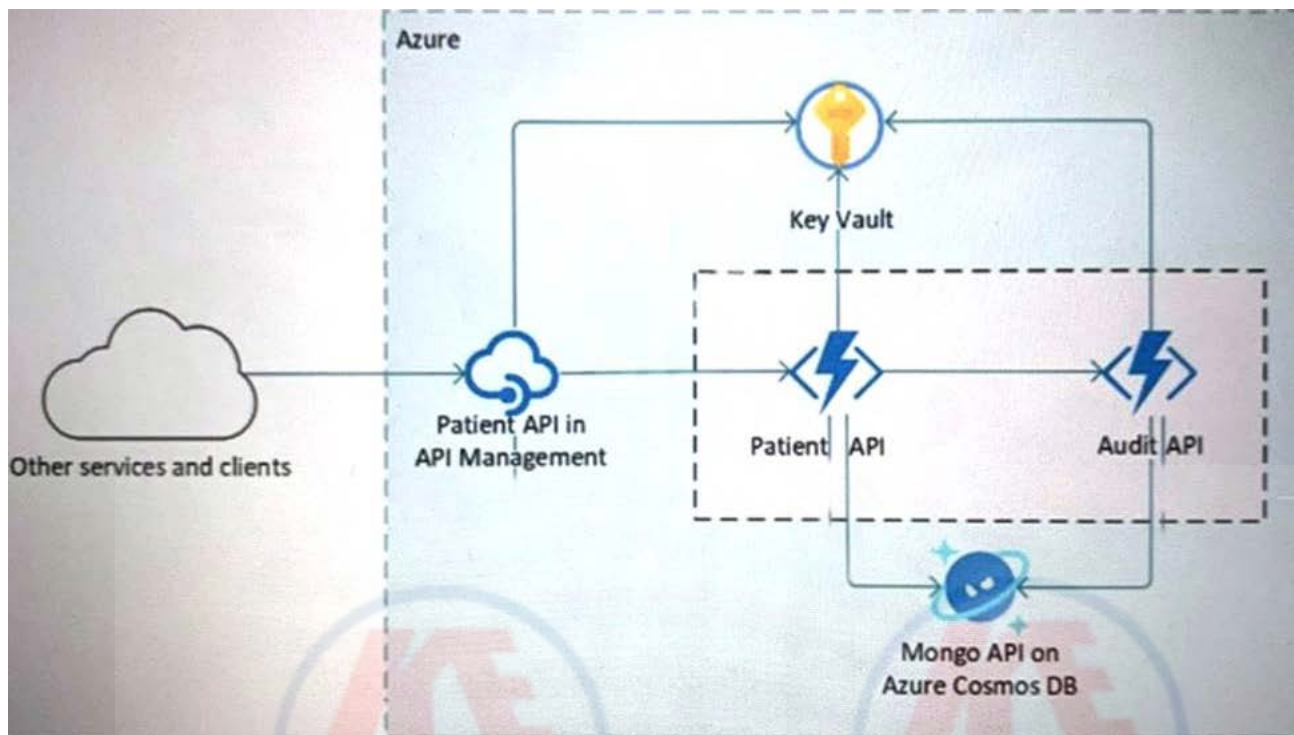 Azure
Key Vault
Patient API in
API Management
Other services and clients
Patient API
Audit API
Mongo API on
Azure Cosmos DB